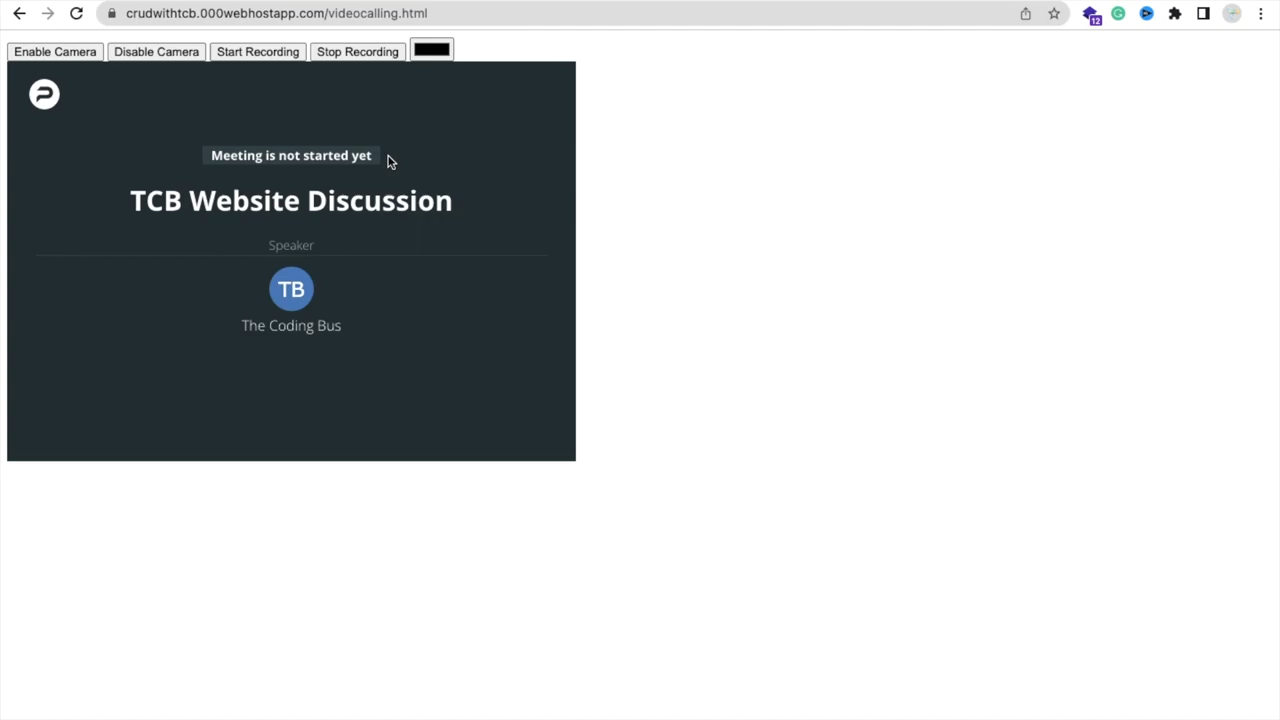 crudwithtcb.000webhostapp.com/videocalling.html
12
Enable Camera Disable Camera Start Recording Stop Recording
Meeting is not started yet
TCB Website Discussion
Speaker
TB
The Coding Bus